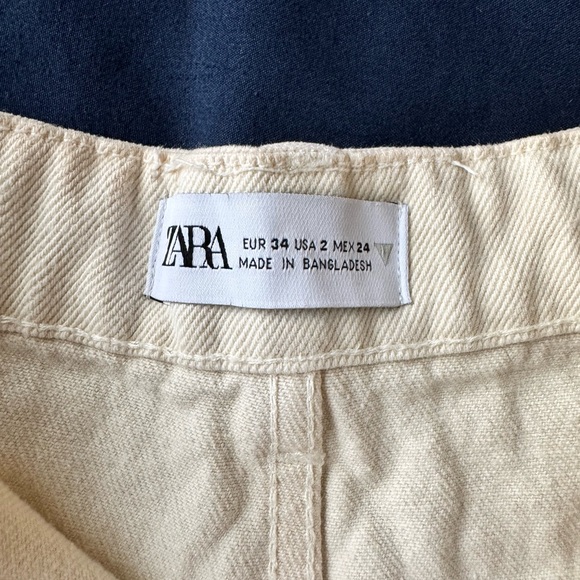 ZARA
EUR 34 USA 2 MEX 24
MADE IN BANGLADESH